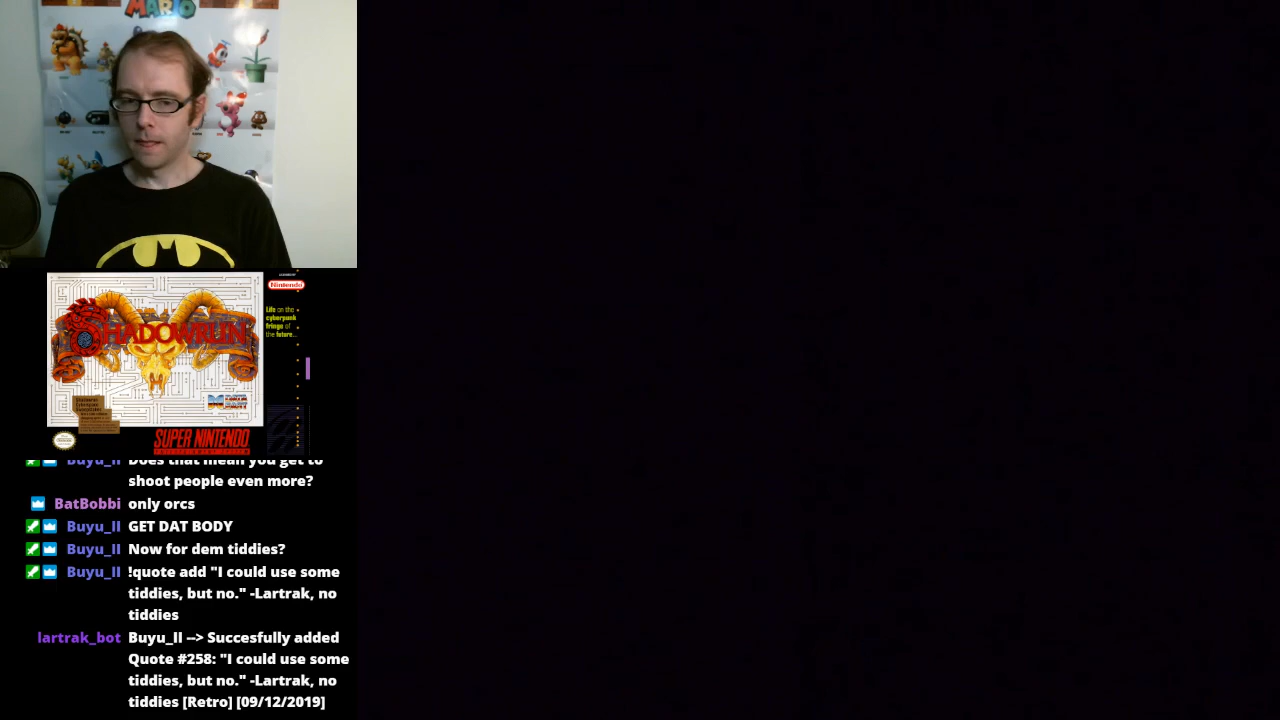 MARIO
Nintendo
Life on the
cyberpunk
fringe of
the future...
SHADOWRUN
SUPER NINTENDO
Buyu_II Does that mean you get to
shoot people even more?
BatBobbi only orcs
Buyu_II GET DAT BODY
Buyu_II Now for dem tiddies?
Buyu_II !quote add "I could use some
tiddies, but no." -Lartrak, no
tiddies
lartrak_bot Buyu_II --> Succesfully added
Quote #258: "I could use some
tiddies, but no." -Lartrak, no
tiddies [Retro] [09/12/2019]